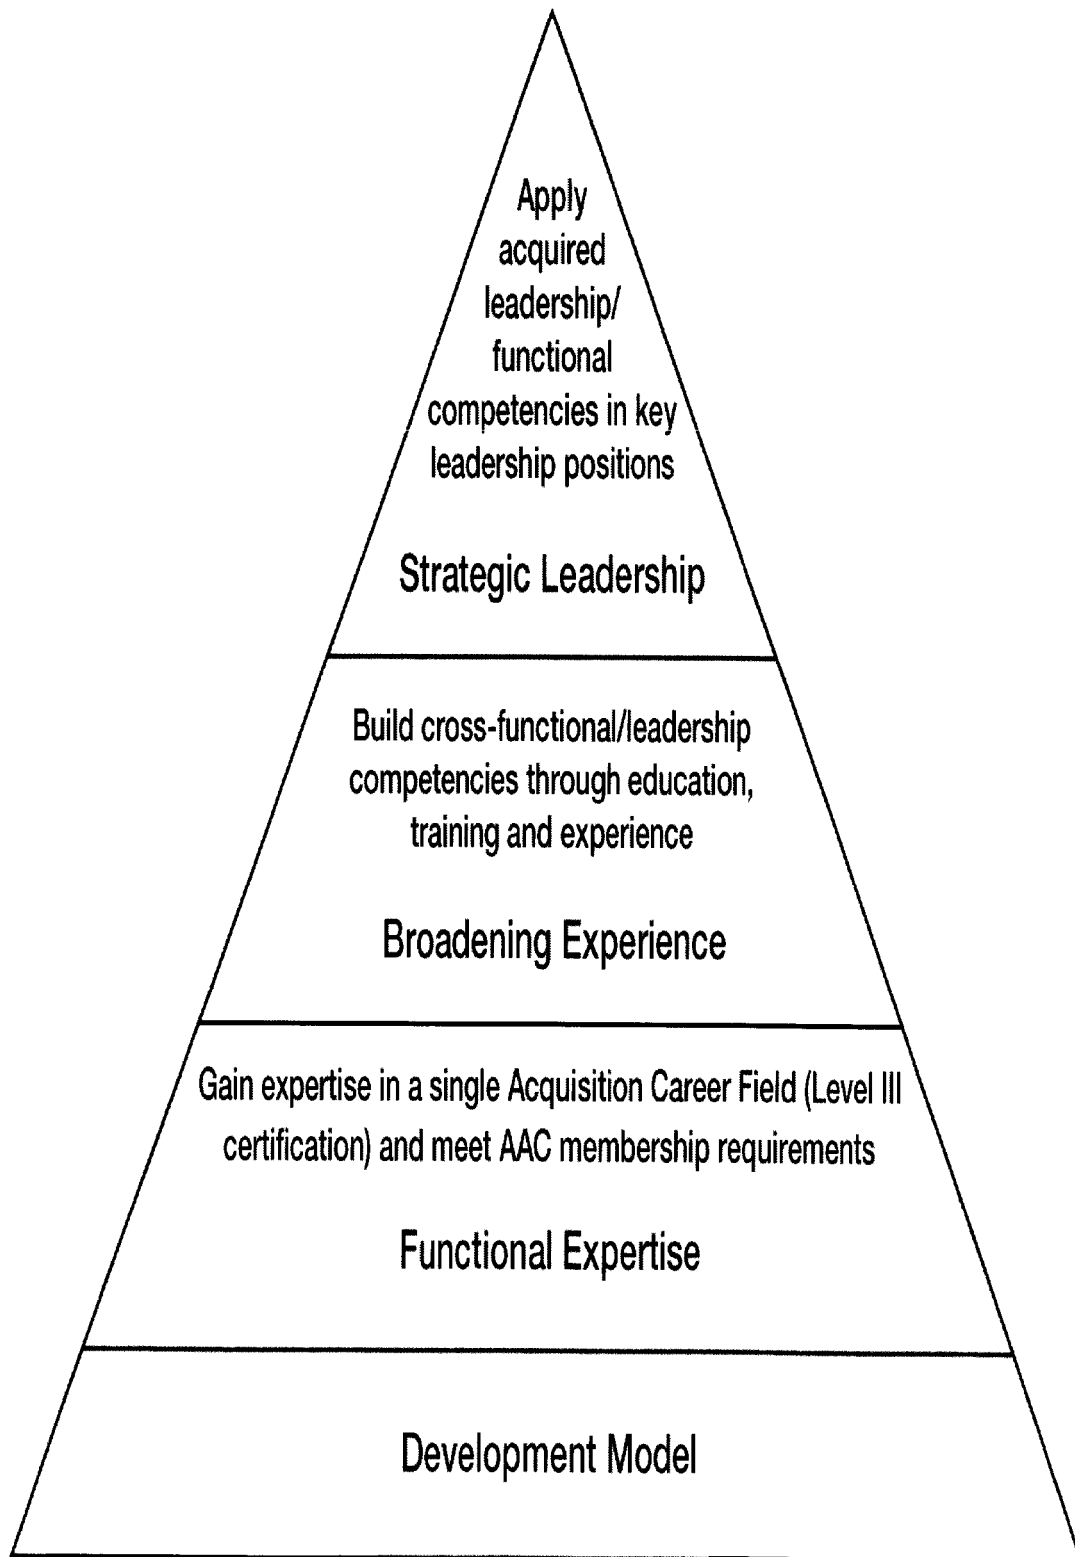 Apply
acquired
leadership/
functional
competencies in key
leadership positions
Strategic Leadership
Build cross-functional/leadership
competencies through education,
training and experience
Broadening Experience
Gain expertise in a single Acquisition Career Field (Level III
certification) and meet AAC membership requirements
Functional Expertise
Development Model